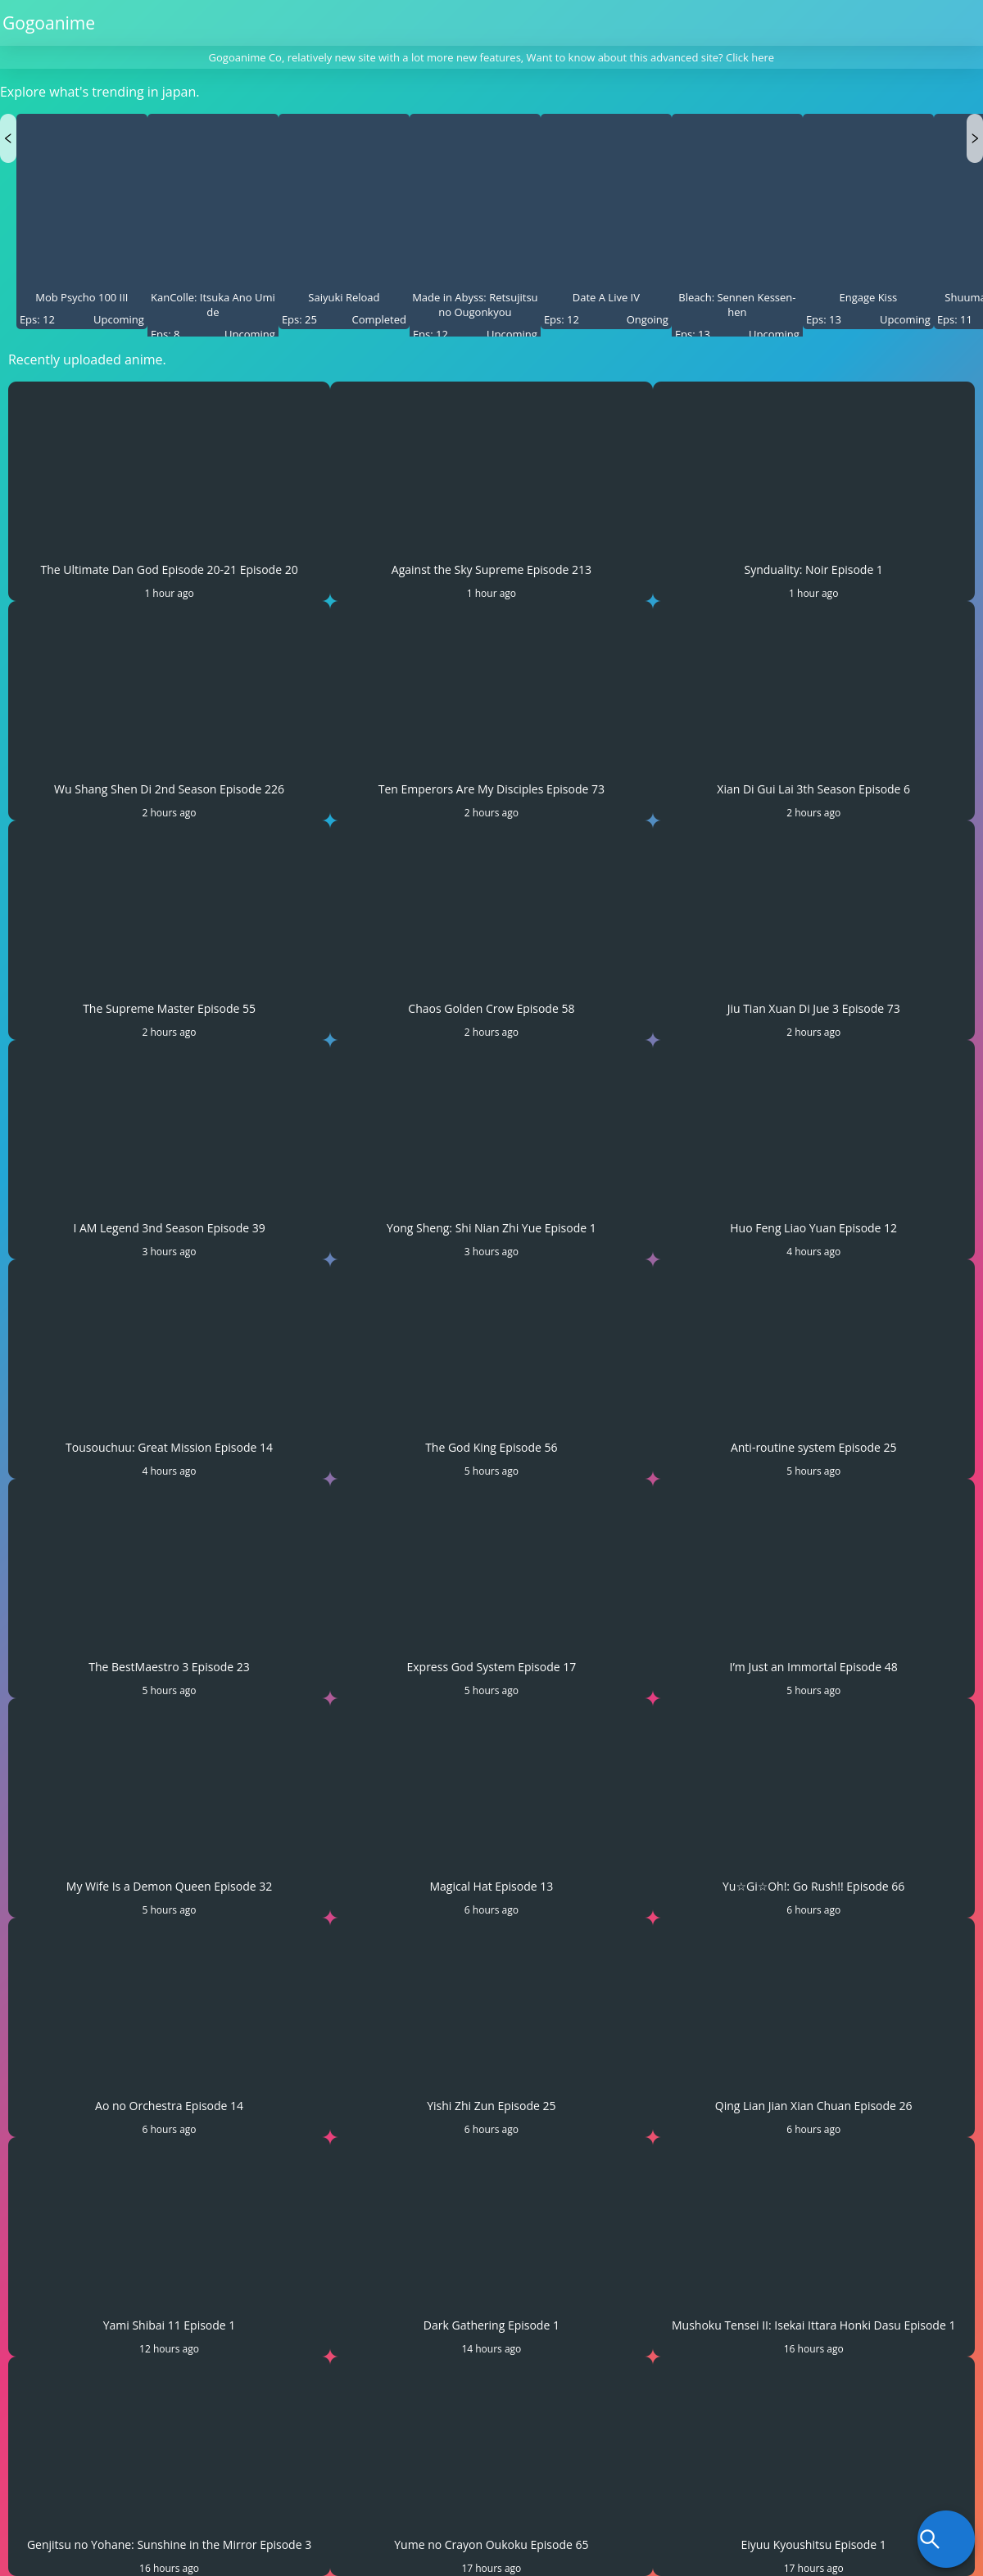 Gogoanime
Gogoanime Co, relatively new site with a lot more new features, Want to know about this advanced site? Click here
Explore what's trending in japan.
Mob Psycho 100 III
Eps: 12 Upcoming
KanColle: Itsuka Ano Umi
de
Eps: 8 Upcoming
Saiyuki Reload
Eps: 25 Completed
Made in Abyss: Retsujitsu
no Ougonkyou
Eps: 12 Upcoming
Date A Live IV
Eps: 12 Ongoing
Bleach: Sennen Kessen-
hen
Eps: 13 Upcoming
Engage Kiss
Eps: 13 Upcoming
Shuuma
Eps: 11
Recently uploaded anime.
The Ultimate Dan God Episode 20-21 Episode 20
1 hour ago
Against the Sky Supreme Episode 213
1 hour ago
Synduality: Noir Episode 1
1 hour ago
Wu Shang Shen Di 2nd Season Episode 226
2 hours ago
Ten Emperors Are My Disciples Episode 73
2 hours ago
Xian Di Gui Lai 3th Season Episode 6
2 hours ago
The Supreme Master Episode 55
2 hours ago
Chaos Golden Crow Episode 58
2 hours ago
Jiu Tian Xuan Di Jue 3 Episode 73
2 hours ago
I AM Legend 3nd Season Episode 39
3 hours ago
Yong Sheng: Shi Nian Zhi Yue Episode 1
3 hours ago
Huo Feng Liao Yuan Episode 12
4 hours ago
Tousouchuu: Great Mission Episode 14
4 hours ago
The God King Episode 56
5 hours ago
Anti-routine system Episode 25
5 hours ago
The BestMaestro 3 Episode 23
5 hours ago
Express God System Episode 17
5 hours ago
I'm Just an Immortal Episode 48
5 hours ago
My Wife Is a Demon Queen Episode 32
5 hours ago
Magical Hat Episode 13
6 hours ago
Yu☆Gi☆Oh!: Go Rush!! Episode 66
6 hours ago
Ao no Orchestra Episode 14
6 hours ago
Yishi Zhi Zun Episode 25
6 hours ago
Qing Lian Jian Xian Chuan Episode 26
6 hours ago
Yami Shibai 11 Episode 1
12 hours ago
Dark Gathering Episode 1
14 hours ago
Mushoku Tensei II: Isekai Ittara Honki Dasu Episode 1
16 hours ago
Genjitsu no Yohane: Sunshine in the Mirror Episode 3
16 hours ago
Yume no Crayon Oukoku Episode 65
17 hours ago
Eiyuu Kyoushitsu Episode 1
17 hours ago